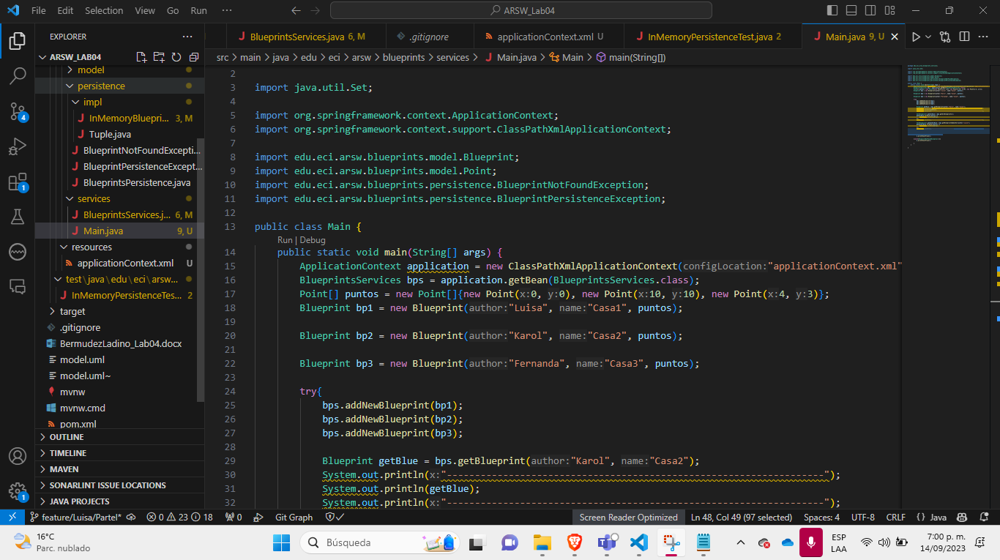 File Edit Selection View Go Run ··· ARSW_Lab04
EXPLORER ···
ARSW_LAB04
model
persistence
impl
InMemoryBluepri... 3, M
Tuple.java
BlueprintNotFoundExcepti...
BlueprintPersistenceExcept...
BlueprintsPersistence.java
services
BlueprintsServices.j... 6, M
Main.java 9, U
resources
applicationContext.xml U
test\java\edu\eci\arsw...
InMemoryPersistenceTes... 2
target
.gitignore
BermudezLadino_Lab04.docx
model.uml
model.uml~
mvnw
mvnw.cmd
pom.xml
OUTLINE
TIMELINE
MAVEN
SONARLINT ISSUE LOCATIONS
JAVA PROJECTS
BlueprintsServices.java 6, M .gitignore applicationContext.xml U InMemoryPersistenceTest.java 2 Main.java 9, U
src > main > java > edu > eci > arsw > blueprints > services > Main.java > Main > main(String[])
2
3 import java.util.Set;
4
5 import org.springframework.context.ApplicationContext;
6 import org.springframework.context.support.ClassPathXmlApplicationContext;
7
8 import edu.eci.arsw.blueprints.model.Blueprint;
9 import edu.eci.arsw.blueprints.model.Point;
10 import edu.eci.arsw.blueprints.persistence.BlueprintNotFoundException;
11 import edu.eci.arsw.blueprints.persistence.BlueprintPersistenceException;
12
13 public class Main {
Run | Debug
14 public static void main(String[] args) {
15 ApplicationContext application = new ClassPathXmlApplicationContext(configLocation:"applicationContext.xml"
16 BlueprintsServices bps = application.getBean(BlueprintsServices.class);
17 Point[] puntos = new Point[]{new Point(x:0, y:0), new Point(x:10, y:10), new Point(x:4, y:3)};
18 Blueprint bp1 = new Blueprint(author:"Luisa", name:"Casa1", puntos);
19
20 Blueprint bp2 = new Blueprint(author:"Karol", name:"Casa2", puntos);
21
22 Blueprint bp3 = new Blueprint(author:"Fernanda", name:"Casa3", puntos);
23
24 try{
25 bps.addNewBlueprint(bp1);
26 bps.addNewBlueprint(bp2);
27 bps.addNewBlueprint(bp3);
28
29 Blueprint getBlue = bps.getBlueprint(author:"Karol", name:"Casa2");
30 System.out.println(x:"-------------------------------------------------------------------");
31 System.out.println(getBlue);
32 System.out.println(x:"-------------------------------------------------------------------");
feature/Luisa/Partel* 0 23 18 0 Git Graph Screen Reader Optimized Ln 48, Col 49 (97 selected) Spaces: 4 UTF-8 CRLF {} Java
16°C
Parc. nublado
Búsqueda
ESP
LAA
7:00 p. m.
14/09/2023